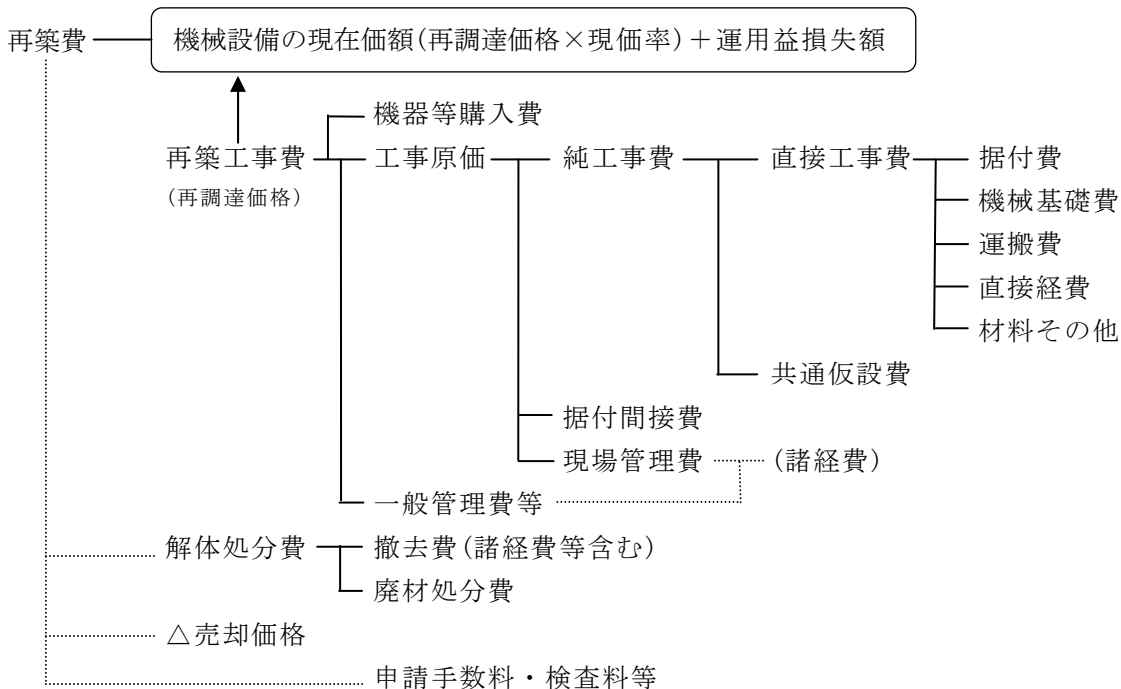 再築費 機械設備の現在価額(再調達価格×現価率)＋運用益損失額
機器等購入費
再築工事費 工事原価 純工事費 直接工事費 据付費
(再調達価格) 機械基礎費
運搬費
直接経費
材料その他
共通仮設費
据付間接費
現場管理費 (諸経費)
一般管理費等
解体処分費 撤去費(諸経費等含む)
廃材処分費
△売却価格
申請手数料・検査料等